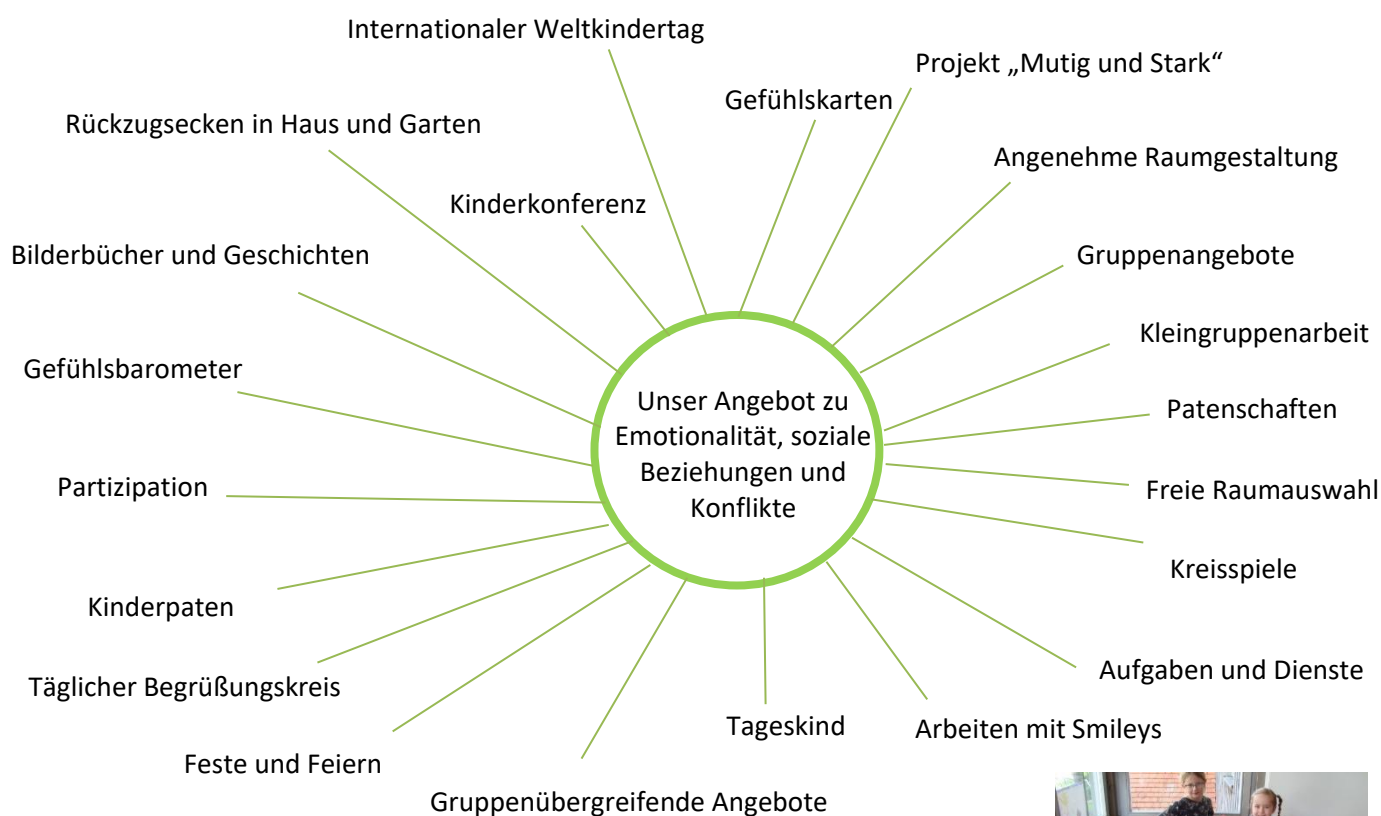 Internationaler Weltkindertag
Projekt „Mutig und Stark“
Gefühlskarten
Rückzugsecken in Haus und Garten
Angenehme Raumgestaltung
Kinderkonferenz
Bilderbücher und Geschichten
Gruppenangebote
Kleingruppenarbeit
Gefühlsbarometer
Unser Angebot zu
Emotionalität, soziale
Beziehungen und
Konflikte
Patenschaften
Partizipation
Freie Raumauswahl
Kreisspiele
Kinderpaten
Aufgaben und Dienste
Täglicher Begrüßungskreis
Tageskind
Arbeiten mit Smileys
Feste und Feiern
Gruppenübergreifende Angebote